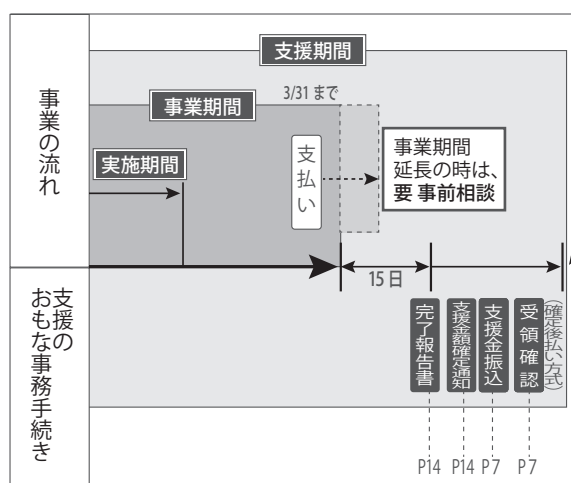 支援期間
3/31 まで
事業期間
事業の流れ
実施期間
支払い
事業期間
延長の時は、
要 事前相談
15 日
支援の
おもな事務手続き
完了報告書
支援金額確定通知
支援金振込
受領確認
(確定後払い方式)
P14
P14
P7
P7